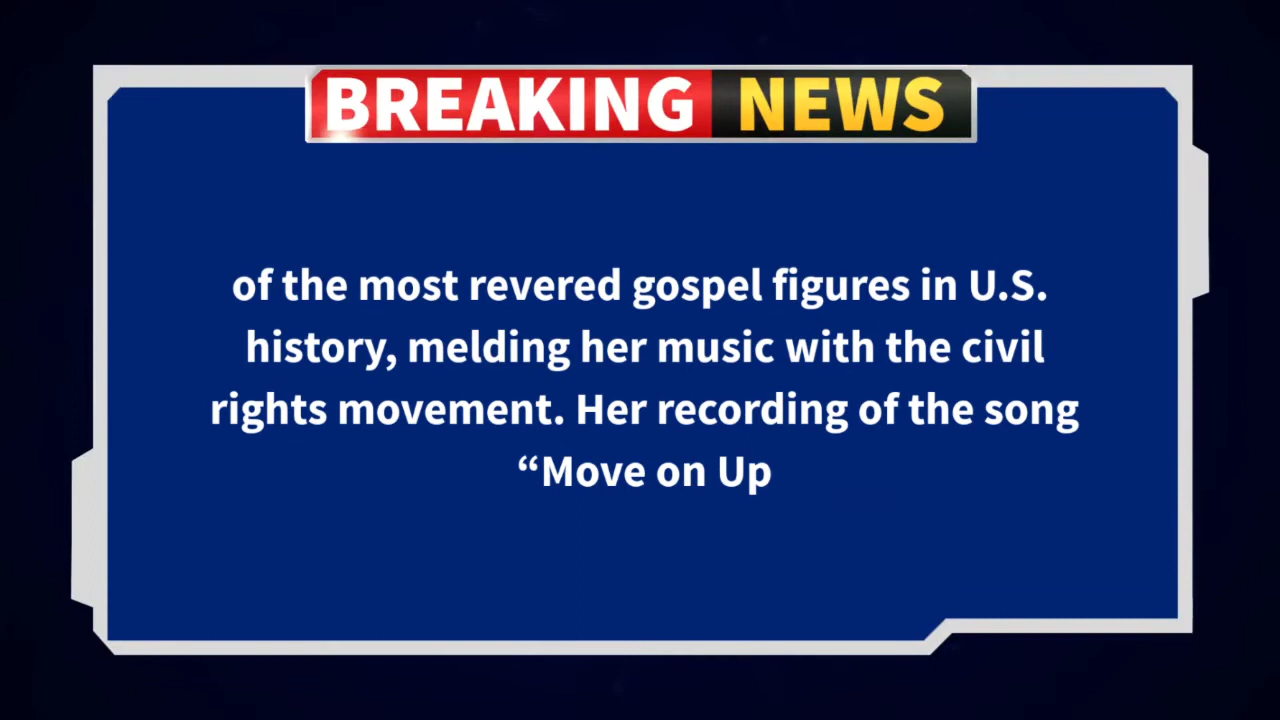 BREAKING NEWS
of the most revered gospel figures in U.S.
history, melding her music with the civil
rights movement. Her recording of the song
“Move on Up